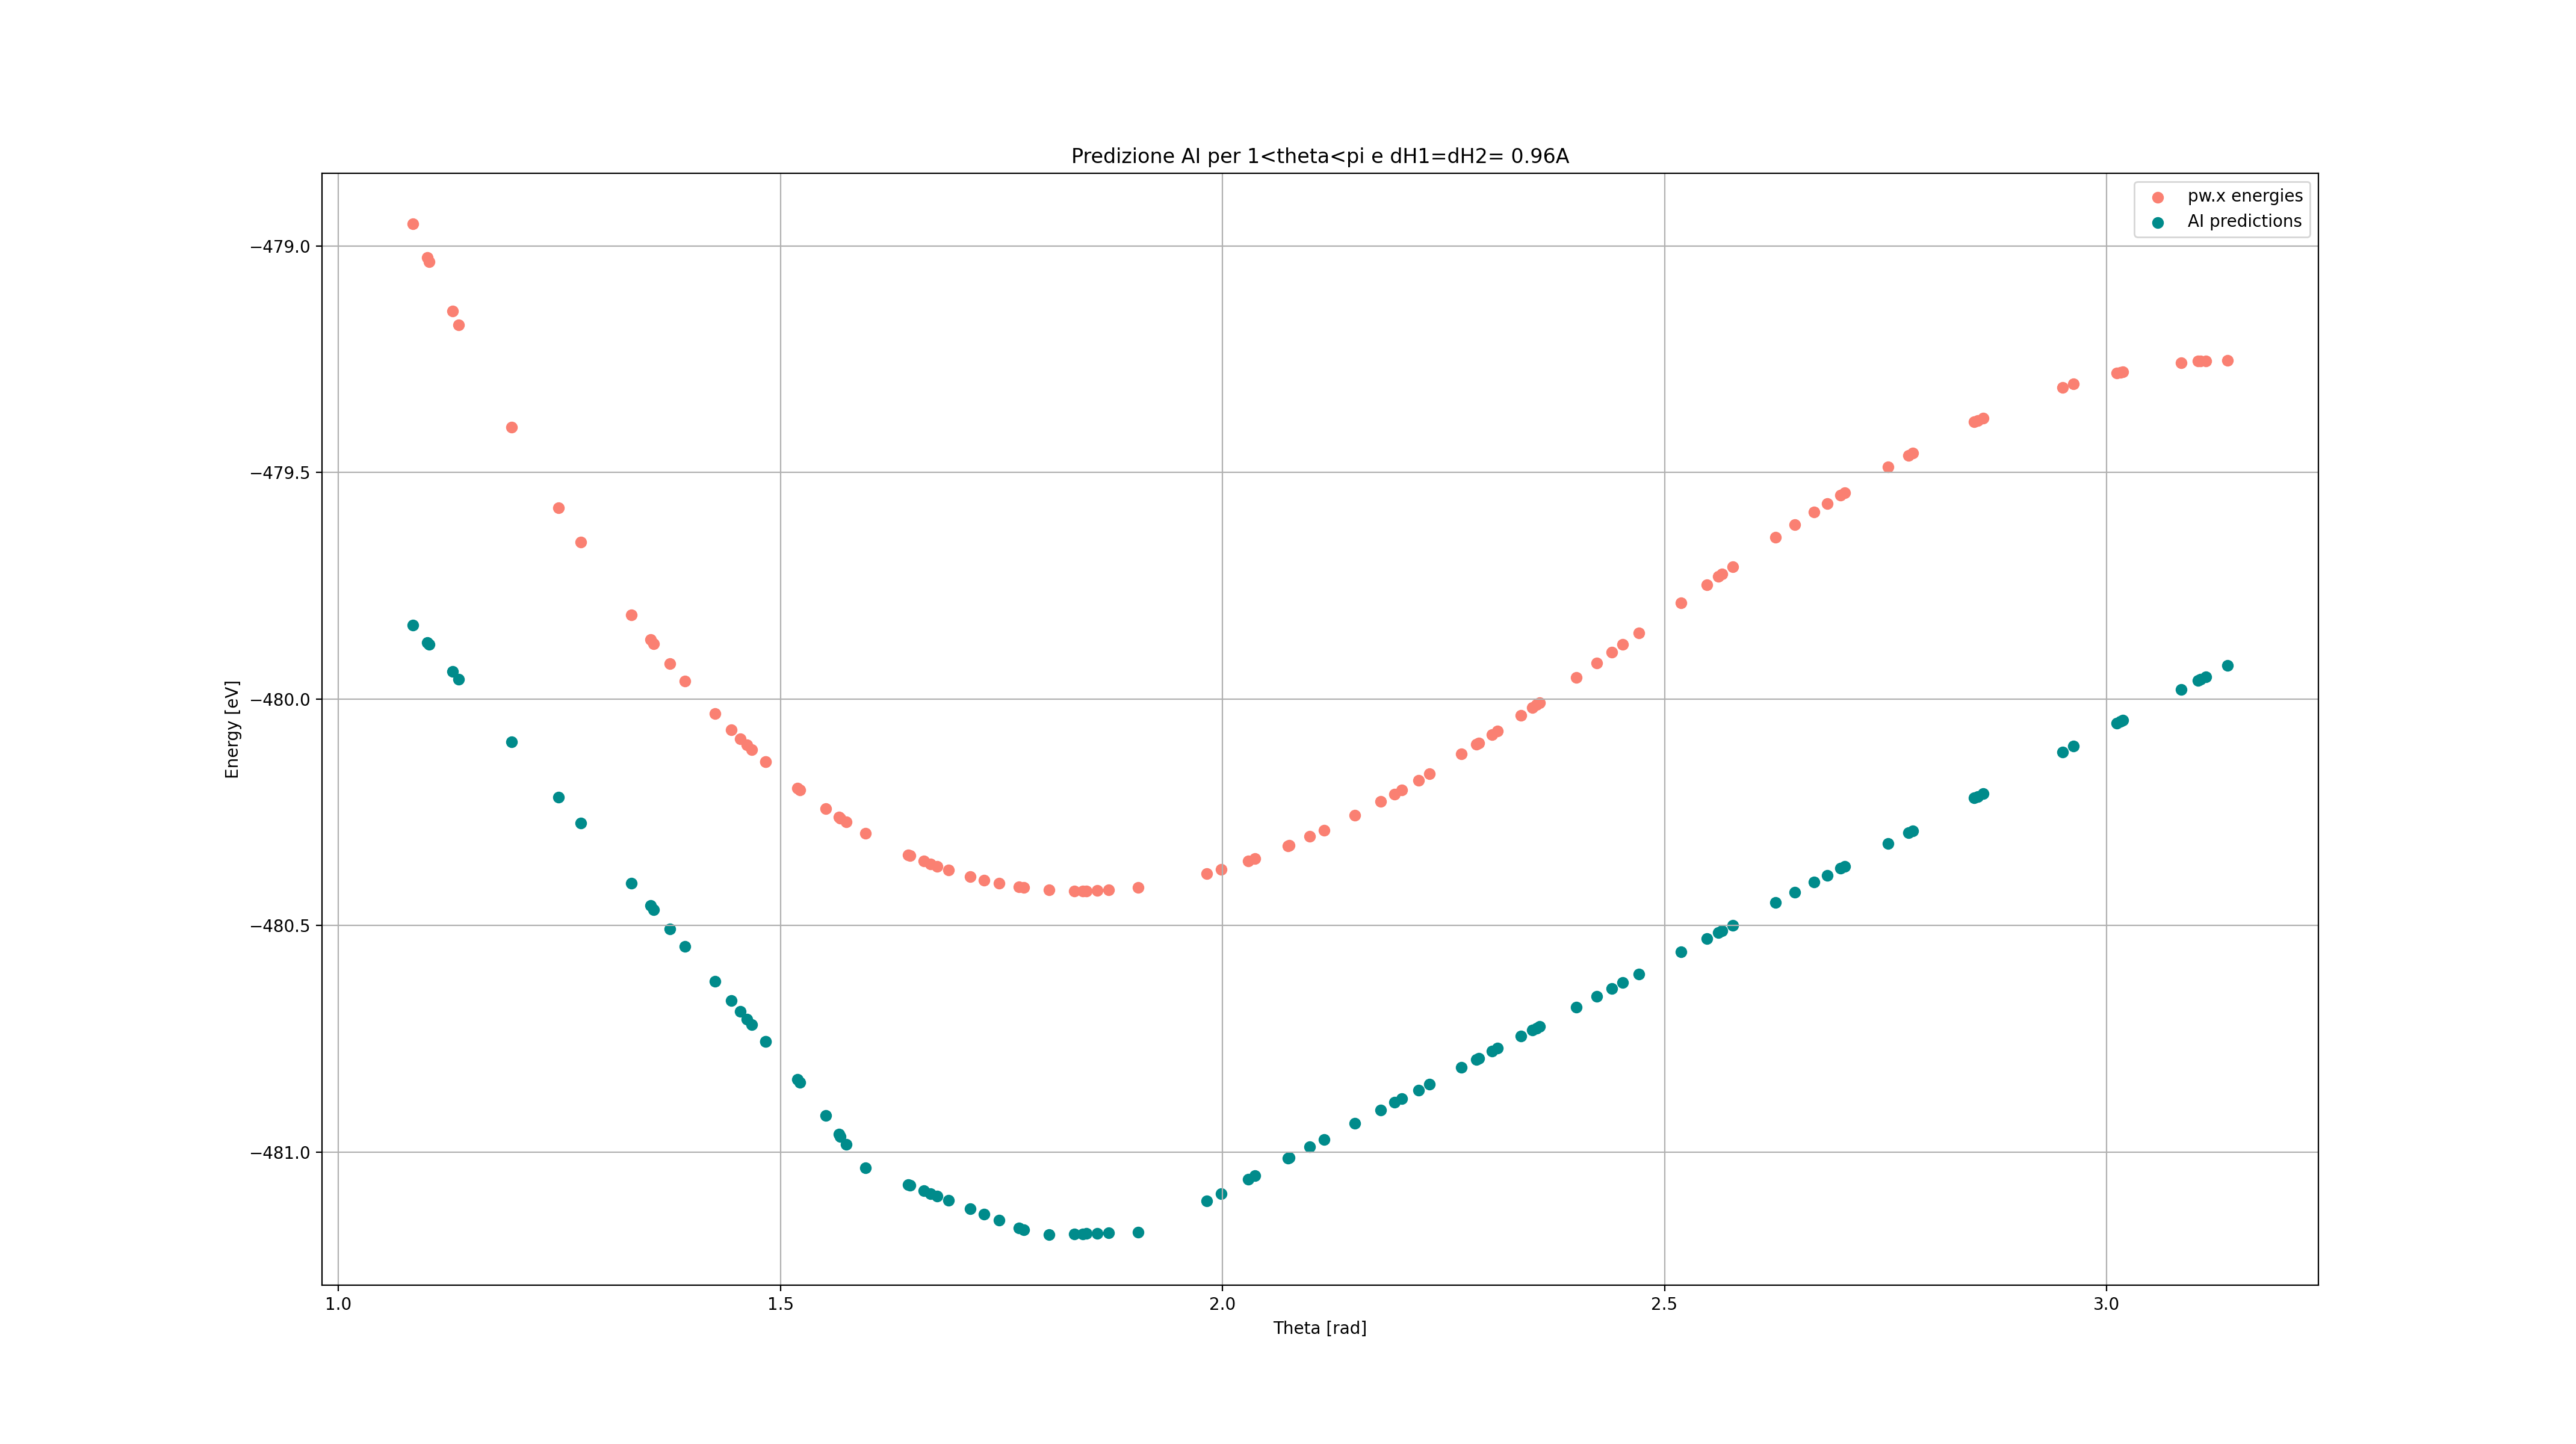 Predizione AI per 1<theta<pi e dH1=dH2= 0.96A
pw.x energies
AI predictions
−479.0
−479.5
−480.0
−480.5
−481.0
Energy [eV]
1.0 1.5 2.0 2.5 3.0
Theta [rad]